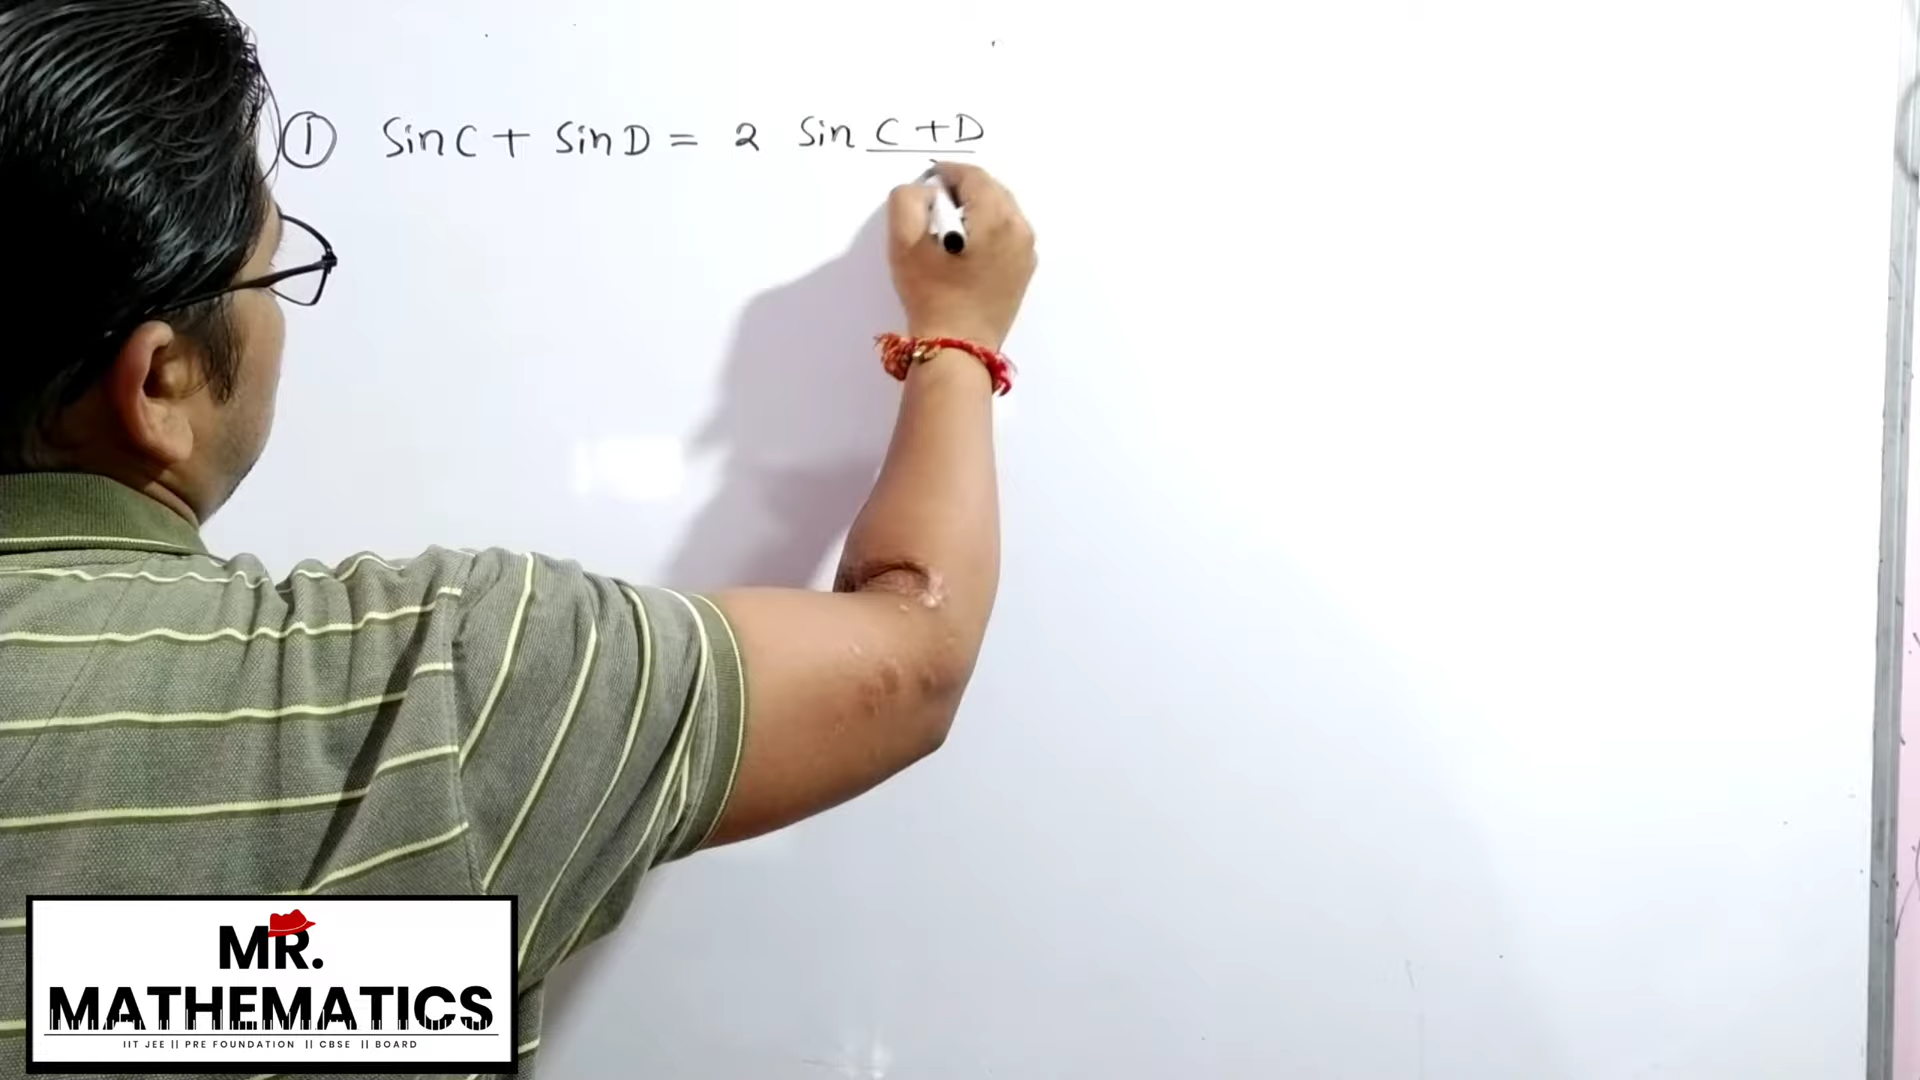 ① Sin C + Sin D = 2 Sin C + D
MR.
MATHEMATICS
IIT JEE || PRE FOUNDATION || CBSE || BOARD